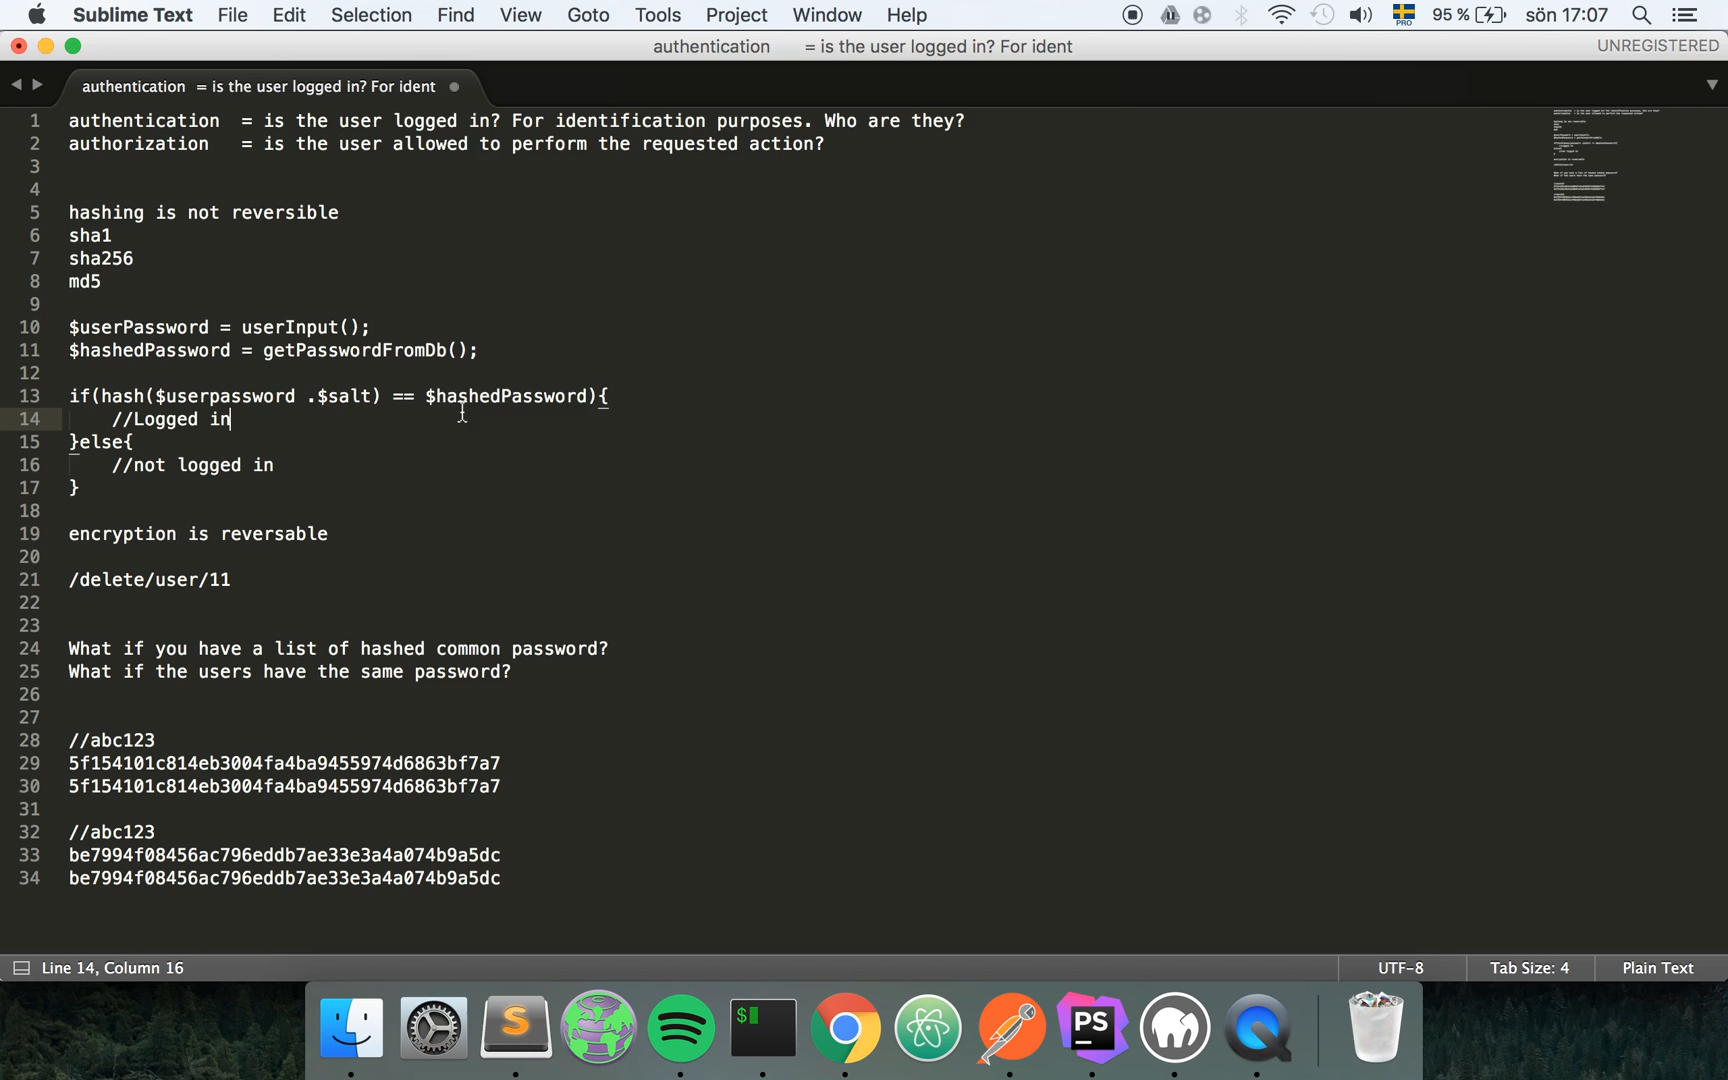 Sublime Text File Edit Selection Find View Goto Tools Project Window Help PRO 95 % sön 17:07
authentication = is the user logged in? For ident UNREGISTERED
authentication = is the user logged in? For ident
1 authentication = is the user logged in? For identification purposes. Who are they?
2 authorization = is the user allowed to perform the requested action?
3
4
5 hashing is not reversible
6 sha1
7 sha256
8 md5
9
10 $userPassword = userInput();
11 $hashedPassword = getPasswordFromDb();
12
13 if(hash($userpassword .$salt) == $hashedPassword){
14 //Logged in
15 }else{
16 //not logged in
17 }
18
19 encryption is reversable
20
21 /delete/user/11
22
23
24 What if you have a list of hashed common password?
25 What if the users have the same password?
26
27
28 //abc123
29 5f154101c814eb3004fa4ba9455974d6863bf7a7
30 5f154101c814eb3004fa4ba9455974d6863bf7a7
31
32 //abc123
33 be7994f08456ac796eddb7ae33e3a4a074b9a5dc
34 be7994f08456ac796eddb7ae33e3a4a074b9a5dc
Line 14, Column 16 UTF-8 Tab Size: 4 Plain Text
S $ PS